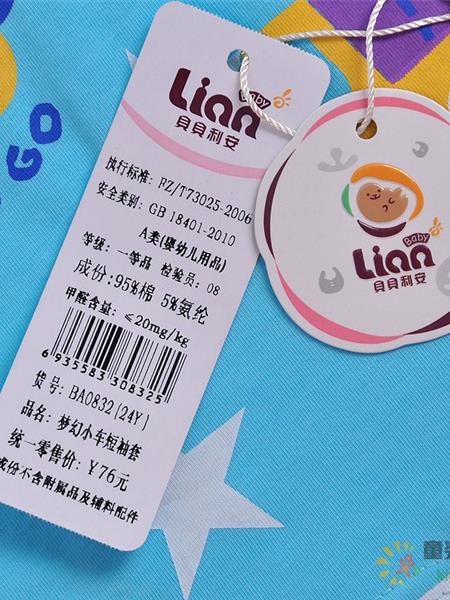 GO
Lian
Baby
贝贝利安
执行标准: FZ/T73025-2006
安全类别: GB 18401-2010
A类(婴幼儿用品)
等级: 一等品 检验员: 08
成份: 95%棉 5%氨纶
甲醛含量: ≤20mg/kg
6935583308325
货号: BA0832(24Y)
品名: 梦幻小车短袖套
统一零售价: ¥76元
成份不含附属品及辅料配件
Baby
Lian
貝貝利安